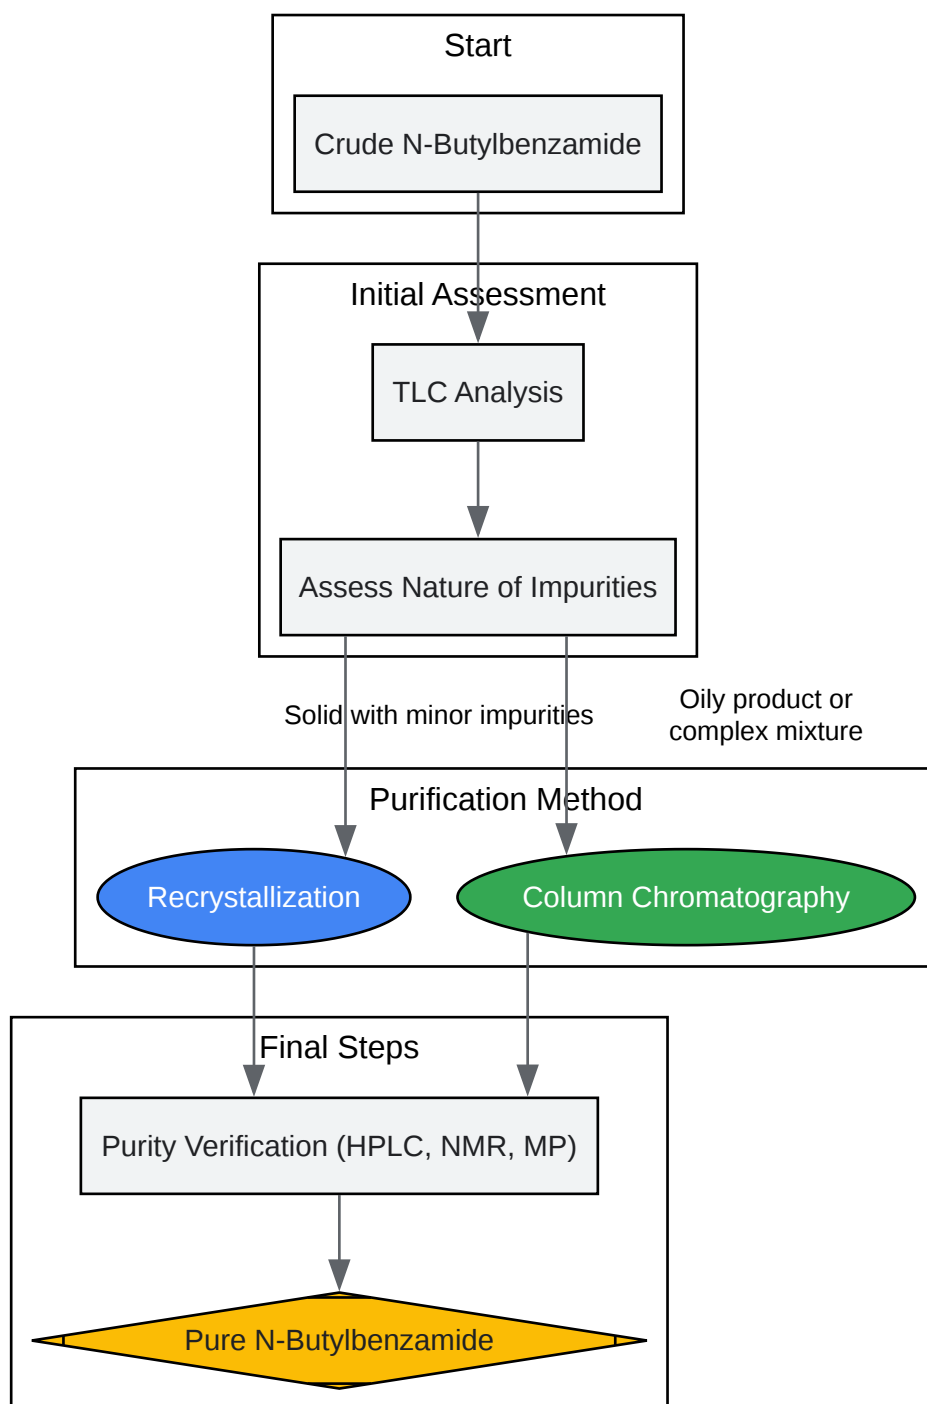 Start
Crude N-Butylbenzamide
Initial Assessment
TLC Analysis
Assess Nature of Impurities
Solid with minor impurities
Oily product or
complex mixture
Purification Method
Recrystallization
Column Chromatography
Final Steps
Purity Verification (HPLC, NMR, MP)
Pure N-Butylbenzamide